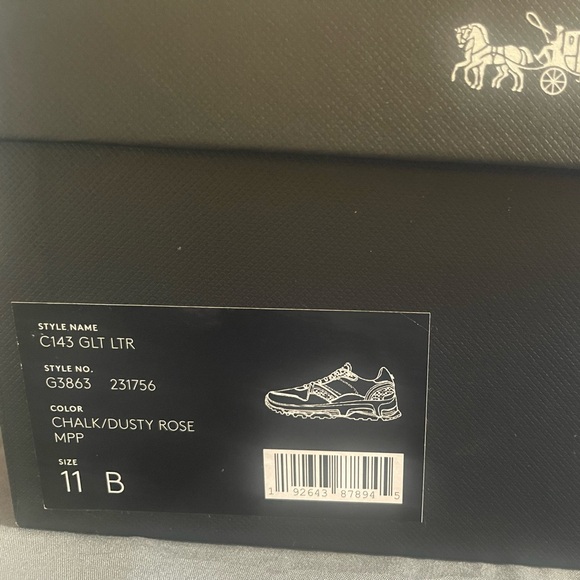 STYLE NAME
C143 GLT LTR
STYLE NO.
G3863 231756
COLOR
CHALK/DUSTY ROSE
MPP
SIZE
11 B
1 92643 87894 5